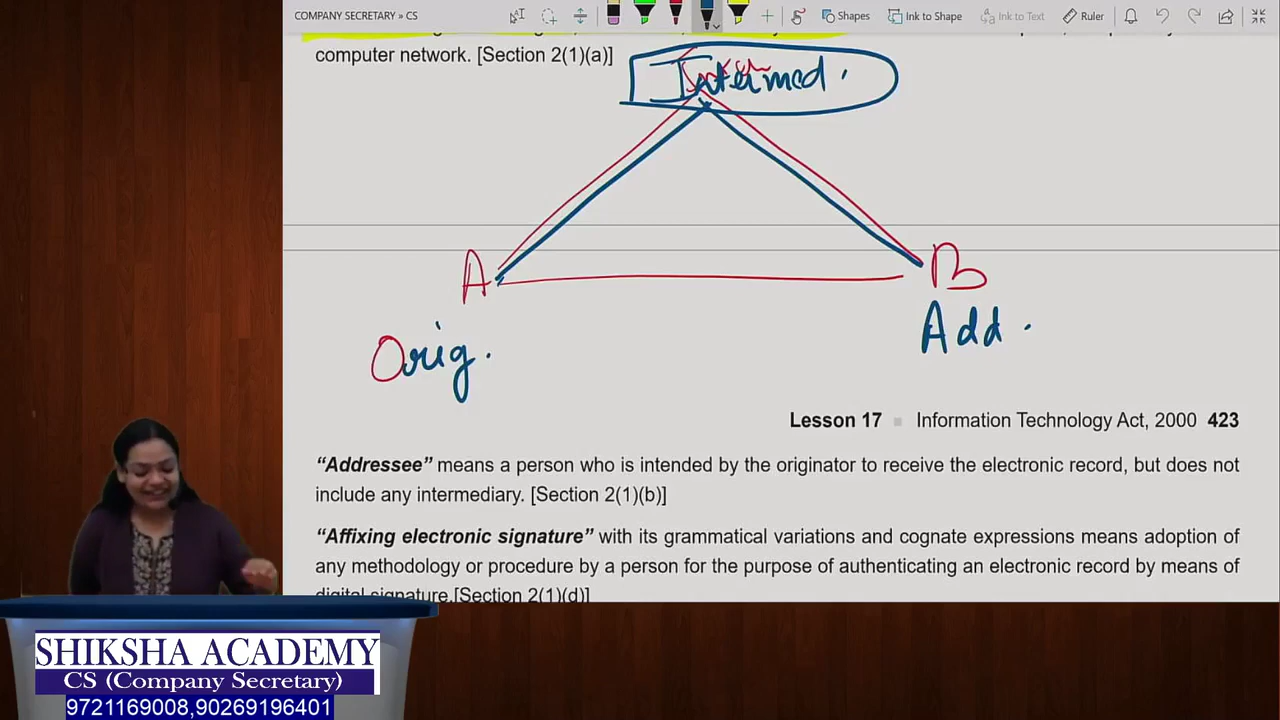 COMPANY SECRETARY » CS
Shapes
Ink to Shape
Ink to Text
Ruler
computer network. [Section 2(1)(a)]
Intermed.
A
B
Orig.
Add.
Lesson 17 ■ Information Technology Act, 2000 423
“Addressee” means a person who is intended by the originator to receive the electronic record, but does not
include any intermediary. [Section 2(1)(b)]
“Affixing electronic signature” with its grammatical variations and cognate expressions means adoption of
any methodology or procedure by a person for the purpose of authenticating an electronic record by means of
digital signature.[Section 2(1)(d)]
SHIKSHA ACADEMY
CS (Company Secretary)
9721169008,90269196401